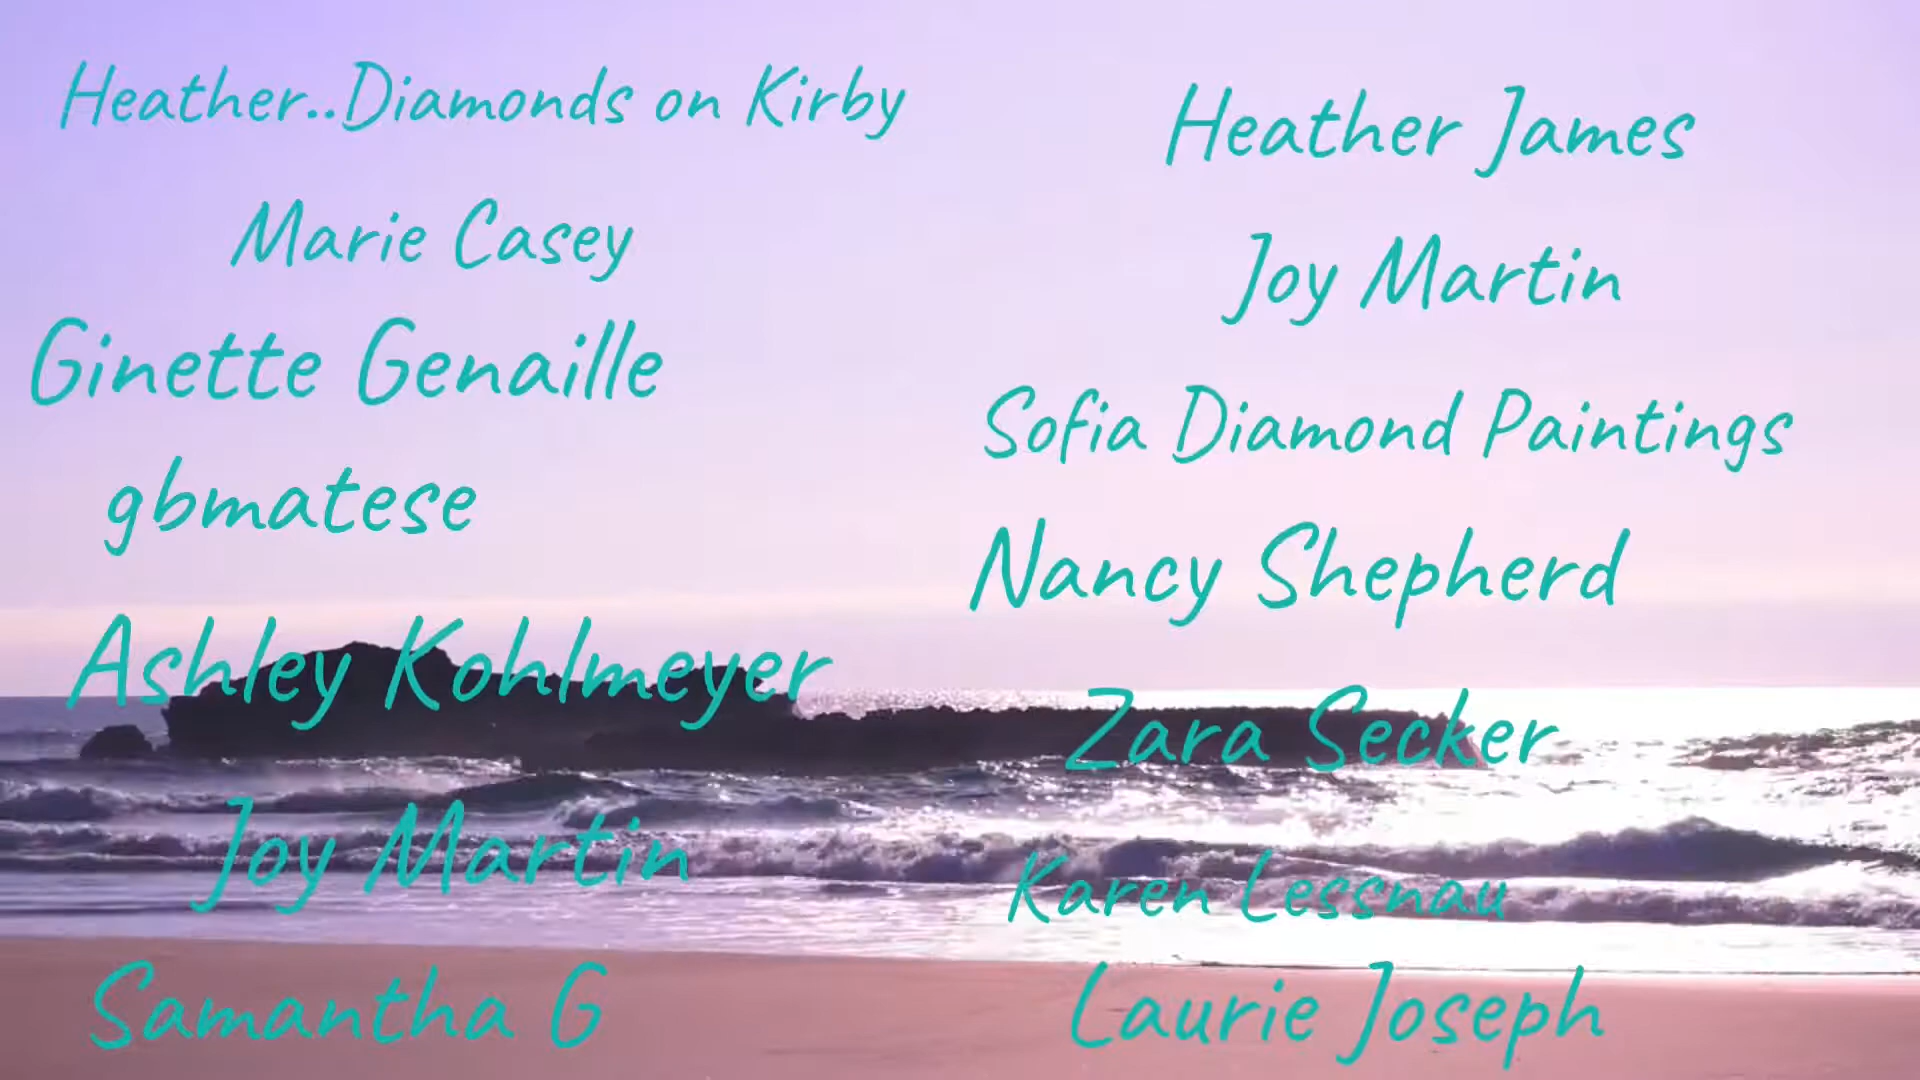 Heather..Diamonds on Kirby
Marie Casey
Ginette Genaille
gbmatese
Ashley Kohlmeyer
Joy Martin
Samantha G
Heather James
Joy Martin
Sofia Diamond Paintings
Nancy Shepherd
Zara Secker
Karen Lessnau
Laurie Joseph